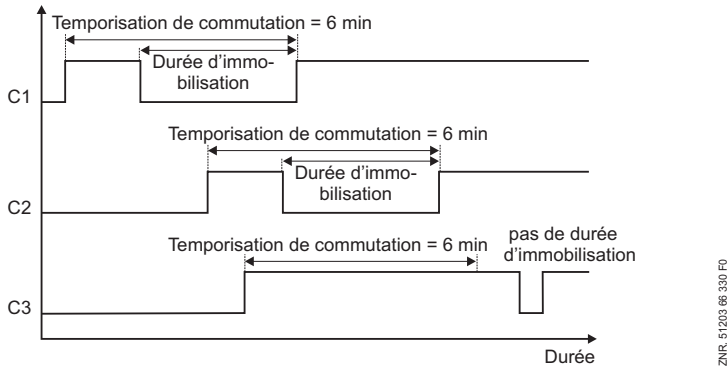 Temporisation de commutation = 6 min
Durée d'immo-
bilisation
C1
Temporisation de commutation = 6 min
Durée d'immo-
bilisation
C2
Temporisation de commutation = 6 min
pas de durée
d'immobilisation
C3
Durée
ZNR. 51203 66 330 F0